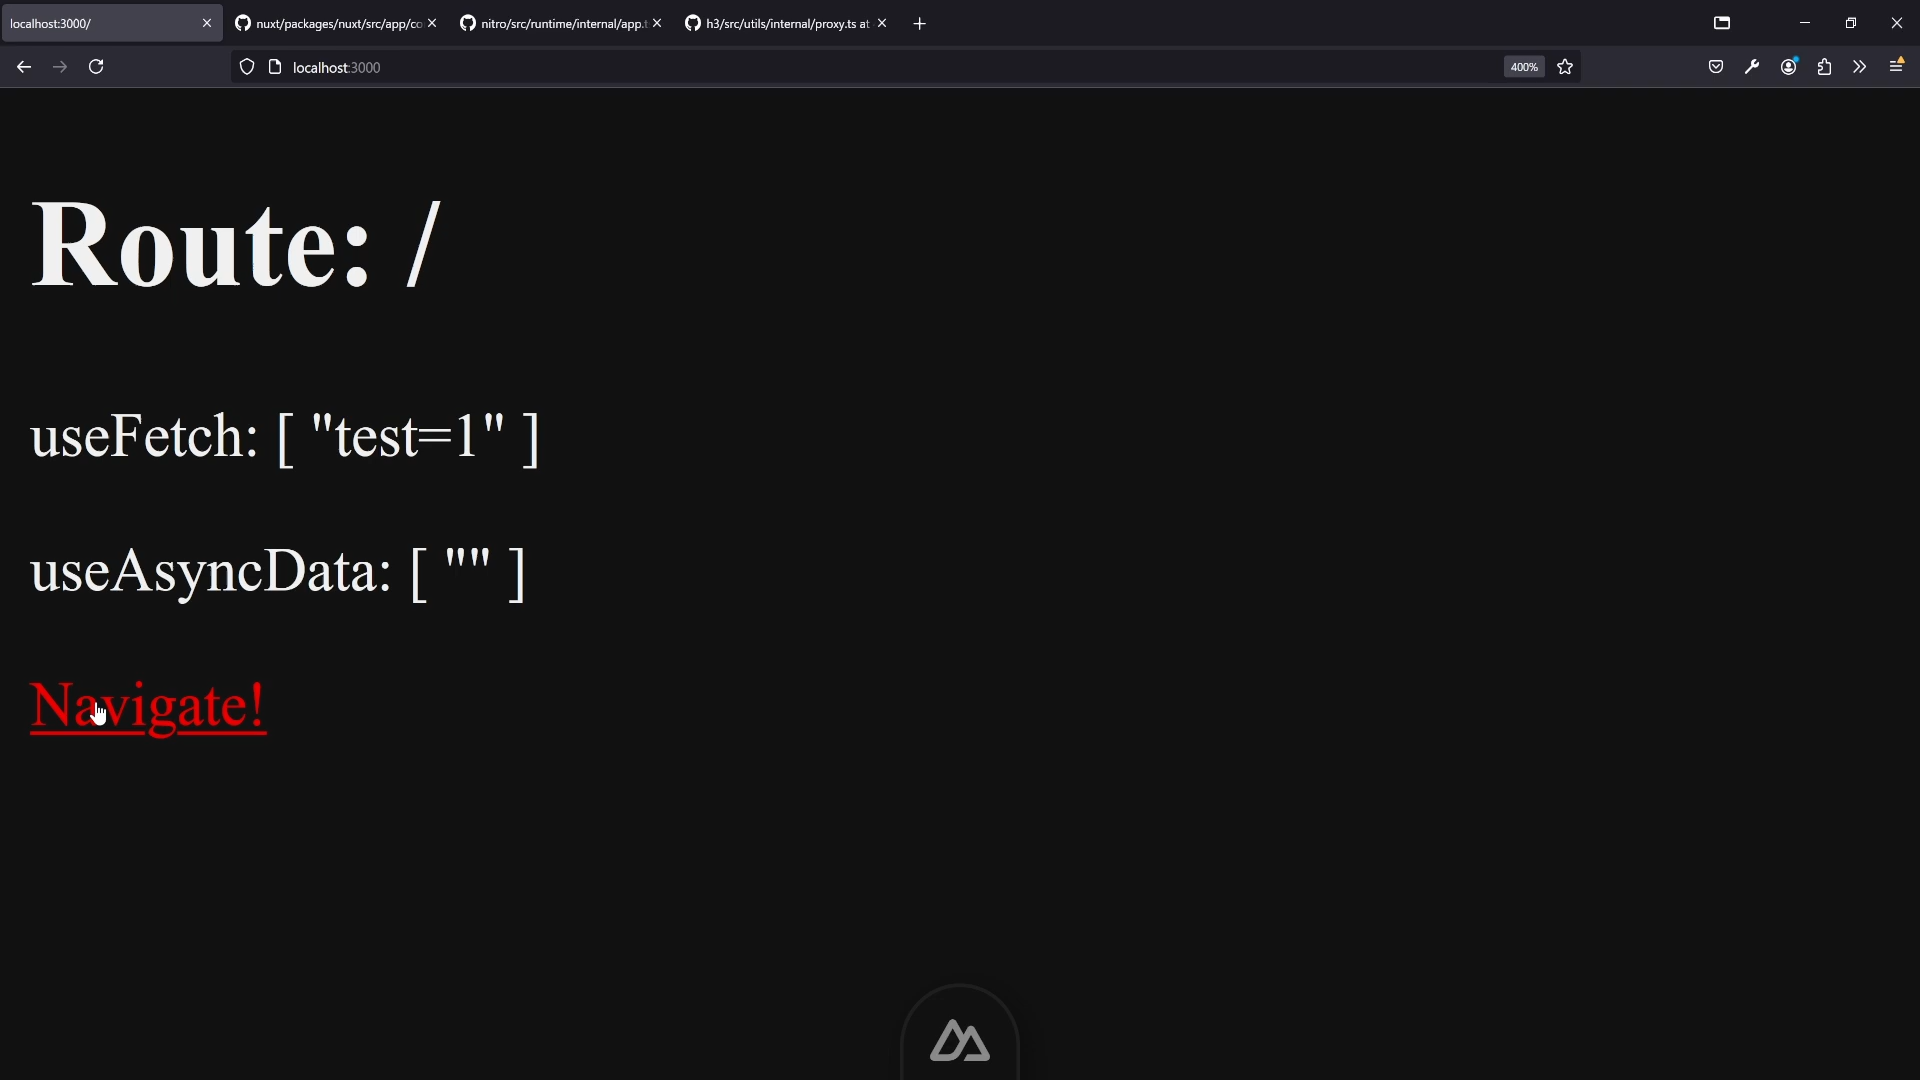 localhost:3000/
nuxt/packages/nuxt/src/app/co
nitro/src/runtime/internal/app.t
h3/src/utils/internal/proxy.ts at
localhost:3000
400%
Route: /
useFetch: [ "test=1" ]
useAsyncData: [ "" ]
Navigate!